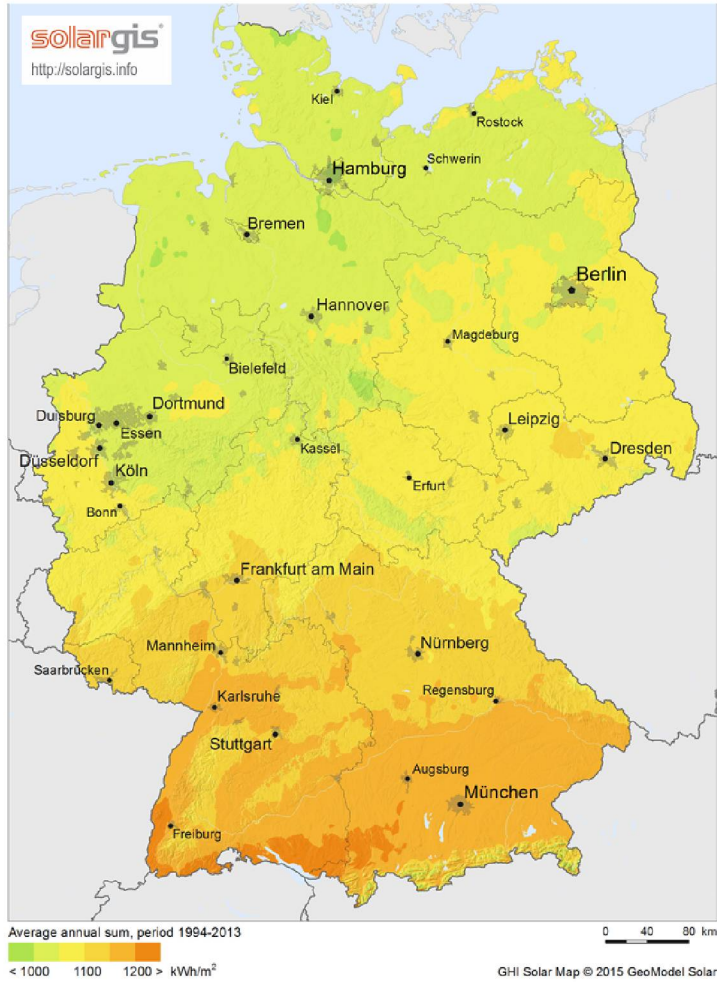 solargis
http://solargis.info
Kiel
Rostock
Schwerin
Hamburg
Bremen
Berlin
Hannover
Magdeburg
Bielefeld
Dortmund
Duisburg
Essen
Leipzig
Kassel
Dresden
Düsseldorf
Köln
Erfurt
Bonn
Frankfurt am Main
Mannheim
Nürnberg
Saarbrücken
Karlsruhe
Regensburg
Stuttgart
Augsburg
München
Freiburg
Average annual sum, period 1994-2013
0 40 80 km
< 1000 1100 1200 > kWh/m²
GHI Solar Map © 2015 GeoModel Solar